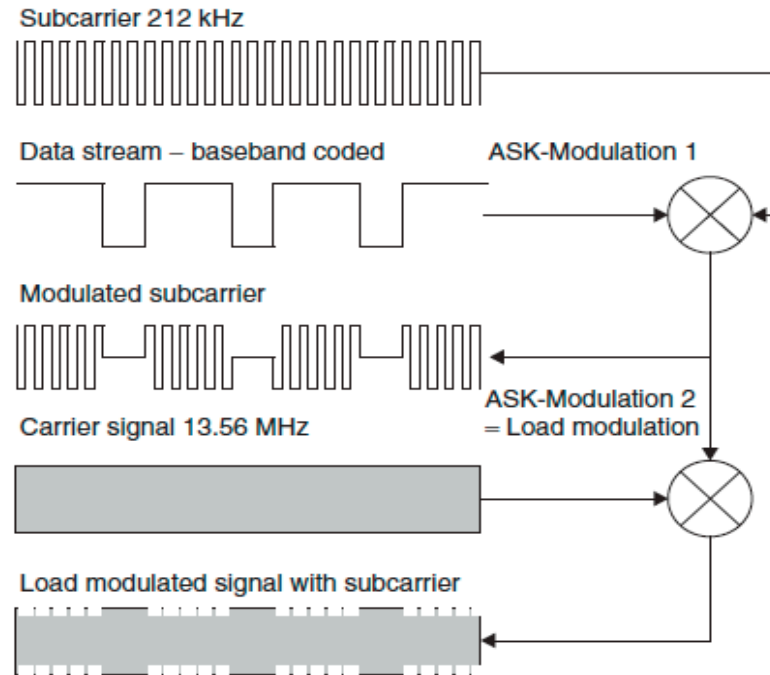 Subcarrier 212 kHz
Data stream – baseband coded
ASK-Modulation 1
Modulated subcarrier
ASK-Modulation 2
= Load modulation
Carrier signal 13.56 MHz
Load modulated signal with subcarrier